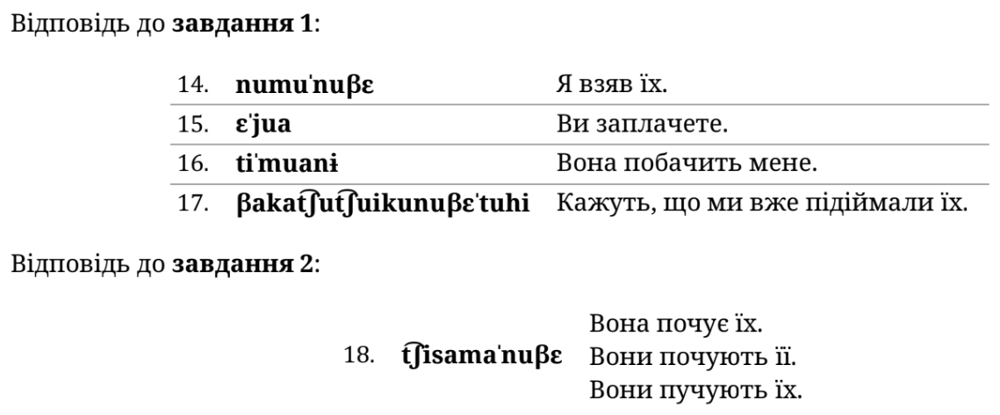 Відповідь до завдання 1:
14. numuˈnuβɛ Я взяв їх.
15. ɛˈjua Ви заплачете.
16. tiˈmuanɨ Вона побачить мене.
17. βakat͡ʃut͡ʃuikunuβɛˈtuhi Кажуть, що ми вже підіймали їх.
Відповідь до завдання 2:
Вона почує їх.
18. t͡ʃisamaˈnuβɛ Вони почують її.
Вони пучують їх.